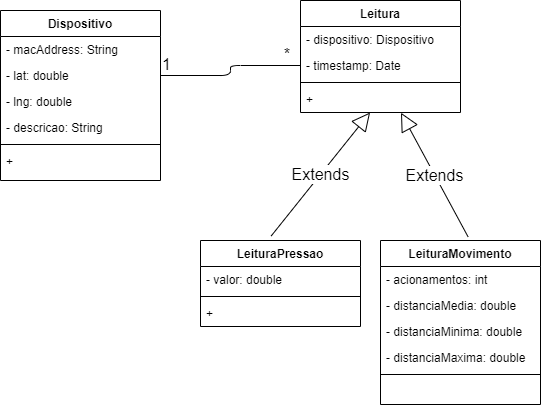 Dispositivo
- macAddress: String
- lat: double
- lng: double
- descricao: String
+
1
*
Leitura
- dispositivo: Dispositivo
- timestamp: Date
+
Extends
Extends
LeituraPressao
- valor: double
+
LeituraMovimento
- acionamentos: int
- distanciaMedia: double
- distanciaMinima: double
- distanciaMaxima: double